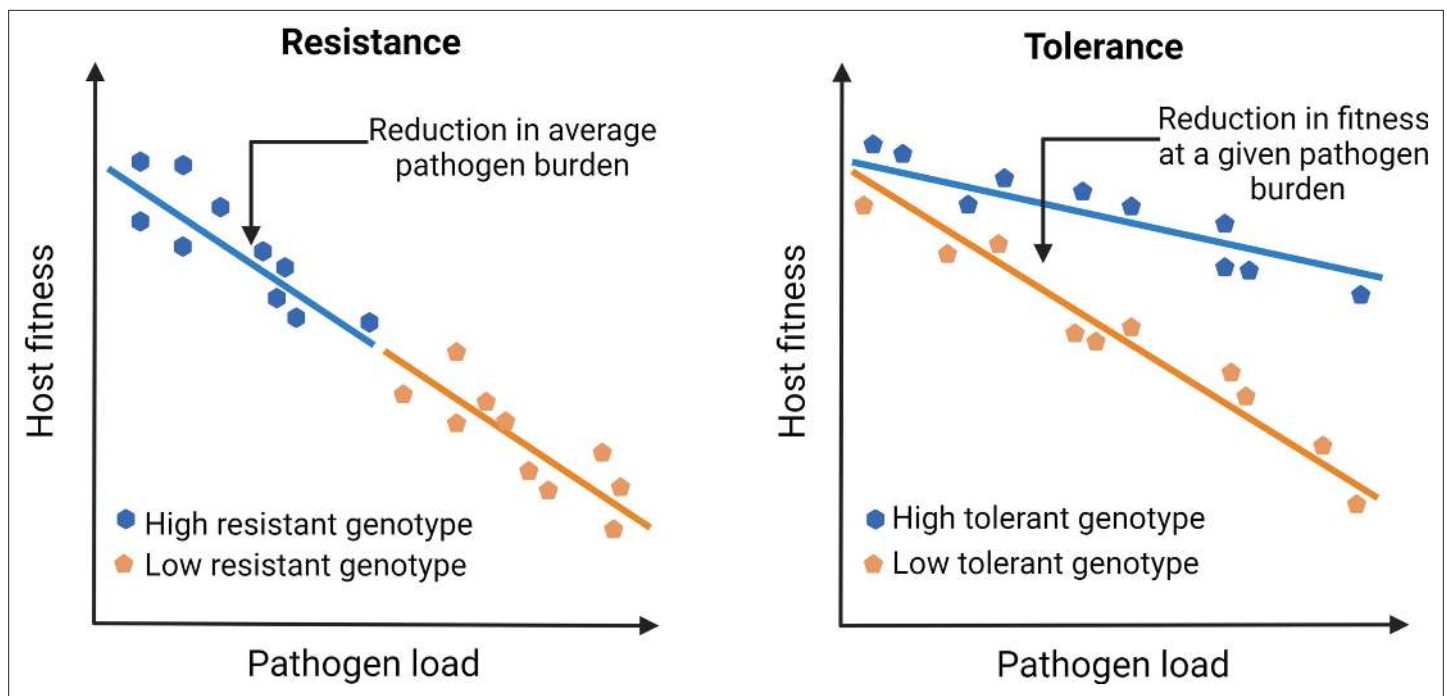 Resistance
Reduction in average
pathogen burden
Host fitness
High resistant genotype
Low resistant genotype
Pathogen load
Tolerance
Reduction in fitness
at a given pathogen
burden
Host fitness
High tolerant genotype
Low tolerant genotype
Pathogen load